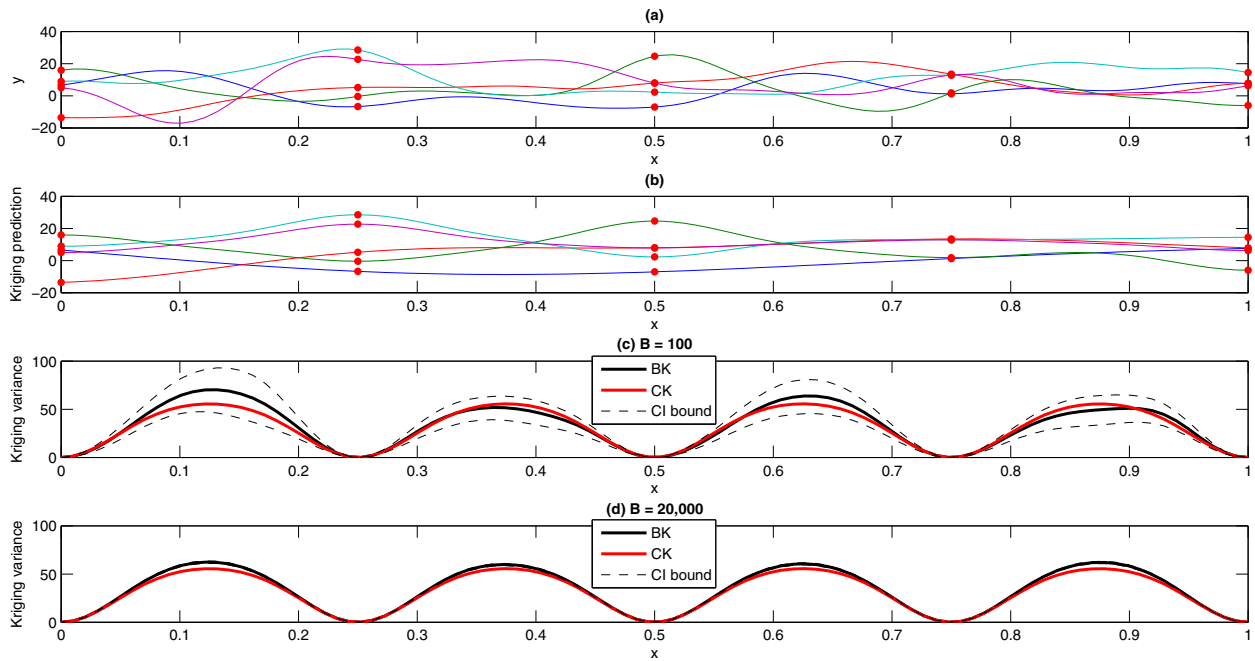 (a)
40
20
0
−20
y
0 0.1 0.2 0.3 0.4 0.5 0.6 0.7 0.8 0.9 1
x
(b)
40
20
0
−20
Kriging prediction
0 0.1 0.2 0.3 0.4 0.5 0.6 0.7 0.8 0.9 1
x
(c) B = 100
100
50
0
Kriging variance
BK
CK
CI bound
0 0.1 0.2 0.3 0.4 0.5 0.6 0.7 0.8 0.9 1
x
(d) B = 20,000
100
50
0
Kriging variance
BK
CK
CI bound
0 0.1 0.2 0.3 0.4 0.5 0.6 0.7 0.8 0.9 1
x